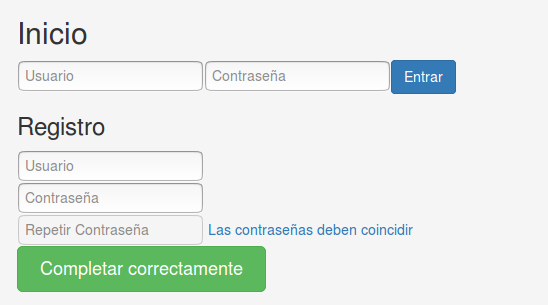 Inicio
Usuario Contraseña Entrar
Registro
Usuario
Contraseña
Repetir Contraseña Las contraseñas deben coincidir
Completar correctamente